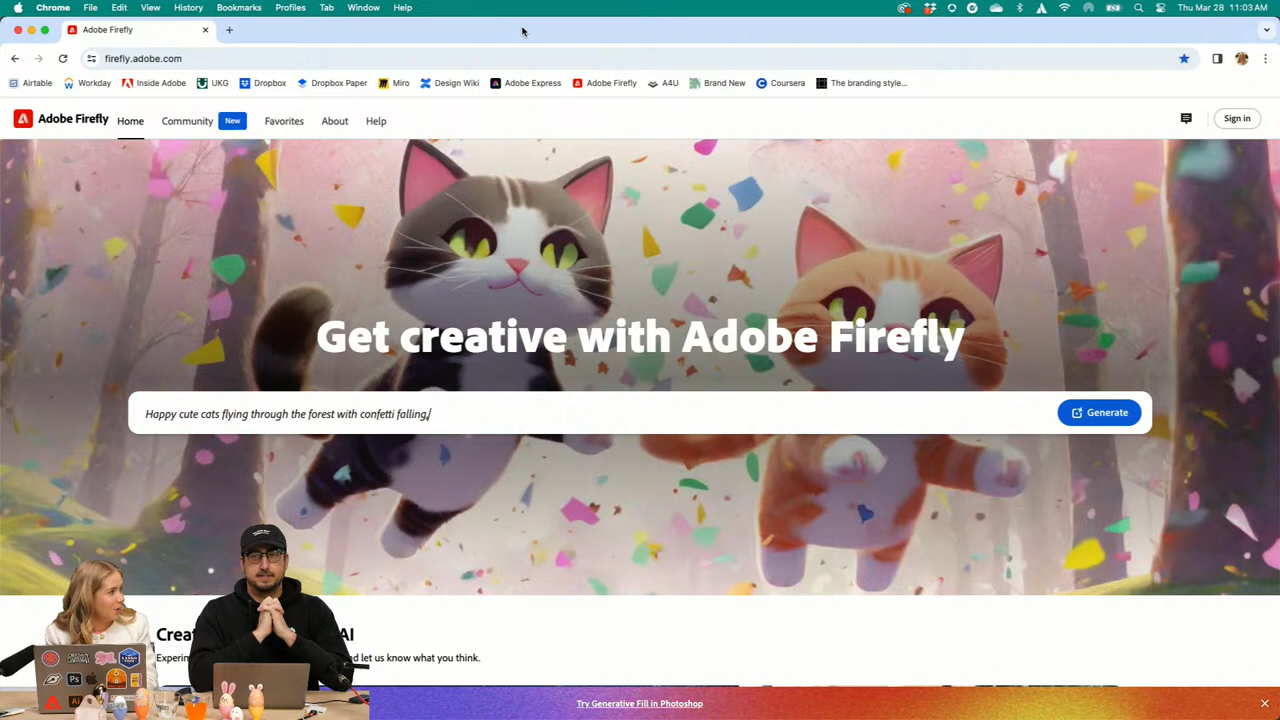 Chrome File Edit View History Bookmarks Profiles Tab Window Help Thu Mar 28 11:03 AM
Adobe Firefly
firefly.adobe.com
Airtable Workday Inside Adobe UKG Dropbox Dropbox Paper Miro Design Wiki Adobe Express Adobe Firefly A4U Brand New Coursera The branding style...
Adobe Firefly Home Community New Favorites About Help Sign in
Get creative with Adobe Firefly
Happy cute cats flying through the forest with confetti falling,
Generate
AI
and let us know what you think.
Ps
Ai
Try Generative Fill in Photoshop